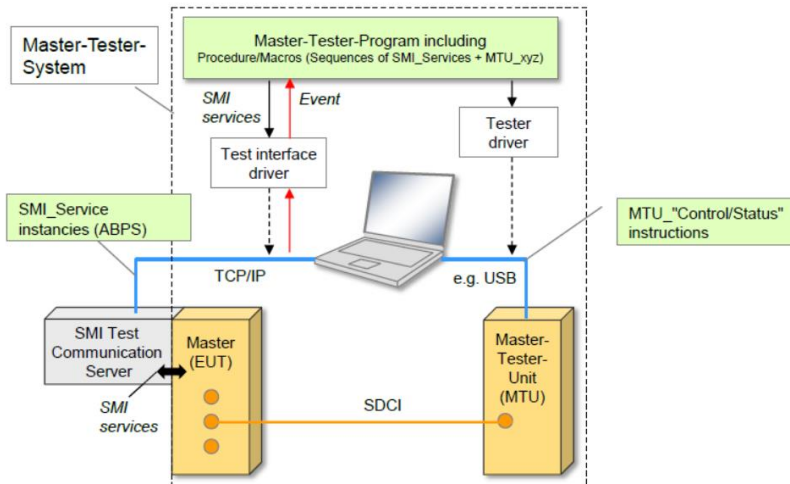 Master-Tester-
System
Master-Tester-Program including
Procedure/Macros (Sequences of SMI_Services + MTU_xyz)
SMI
services
Event
Test interface
driver
Tester
driver
SMI_Service
instancies (ABPS)
MTU_"Control/Status"
instructions
TCP/IP
e.g. USB
SMI Test
Communication
Server
Master
(EUT)
SMI
services
SDCI
Master-
Tester-
Unit
(MTU)